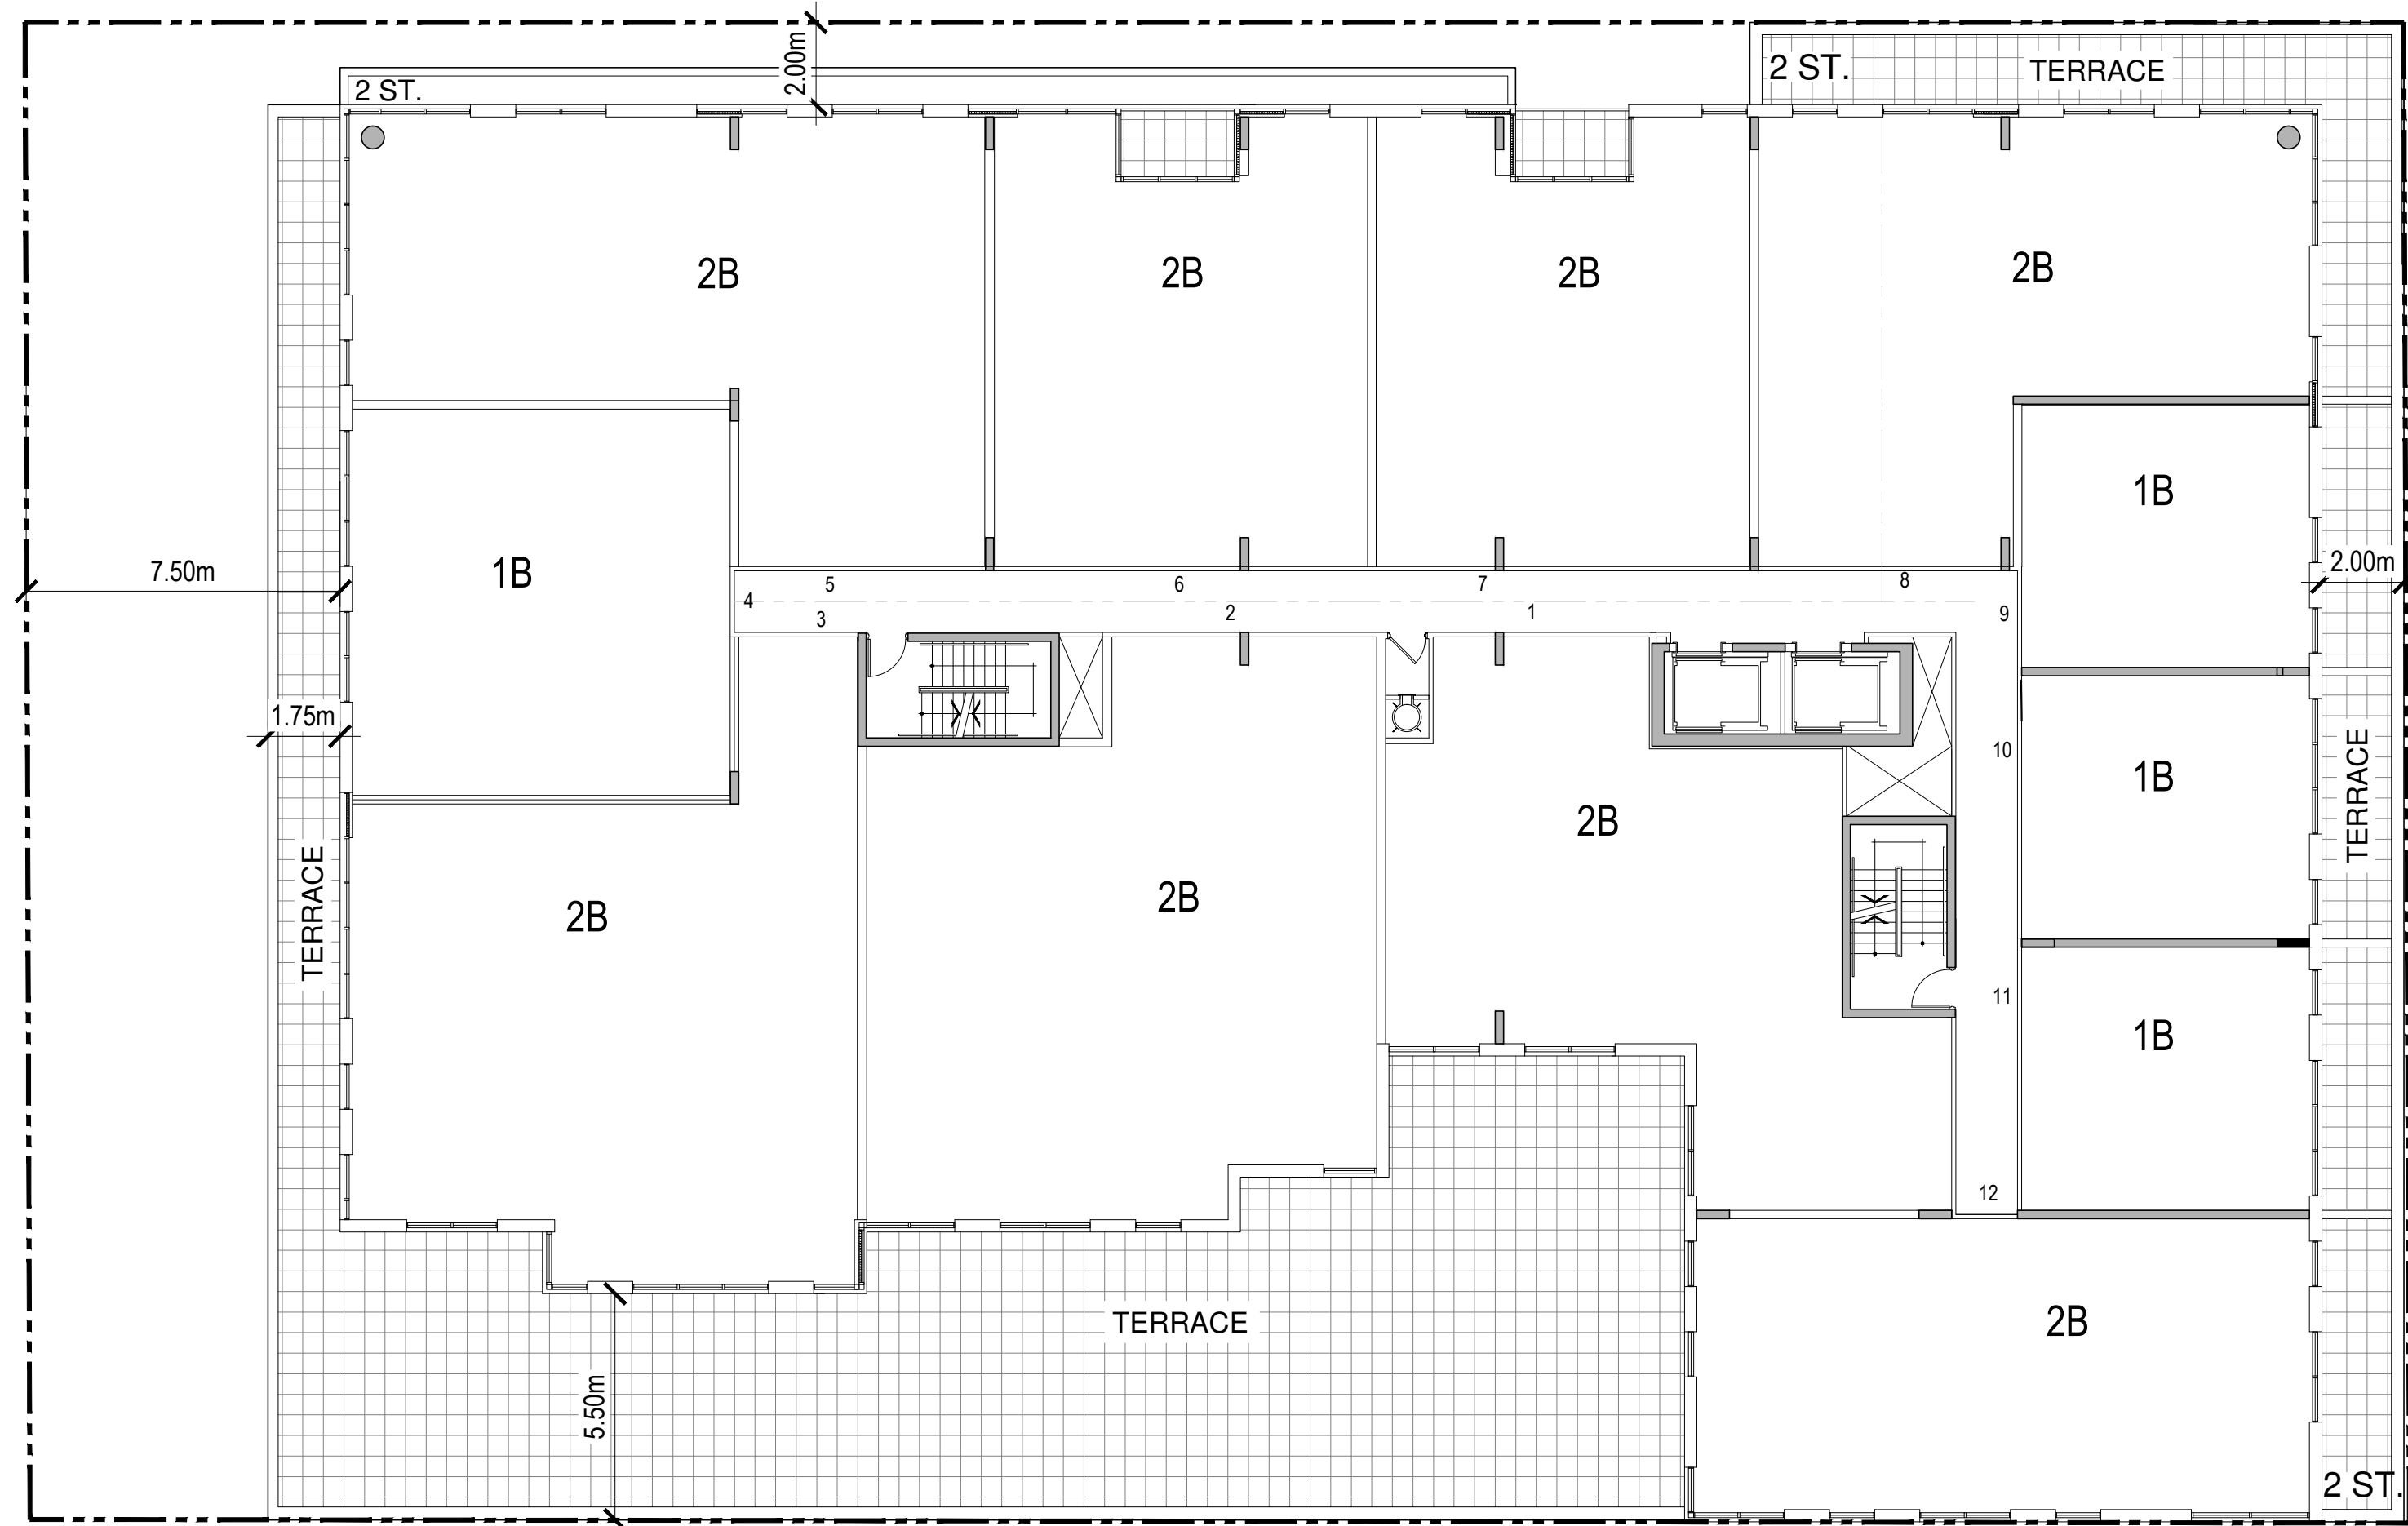 2.00m
2 ST.
2 ST.
TERRACE
2B
2B
2B
2B
1B
7.50m
1B
2.00m
5
6
7
8
4
3
2
1
9
1.75m
10
1B
TERRACE
2B
TERRACE
2B
2B
11
1B
12
TERRACE
2B
5.50m
2 ST.